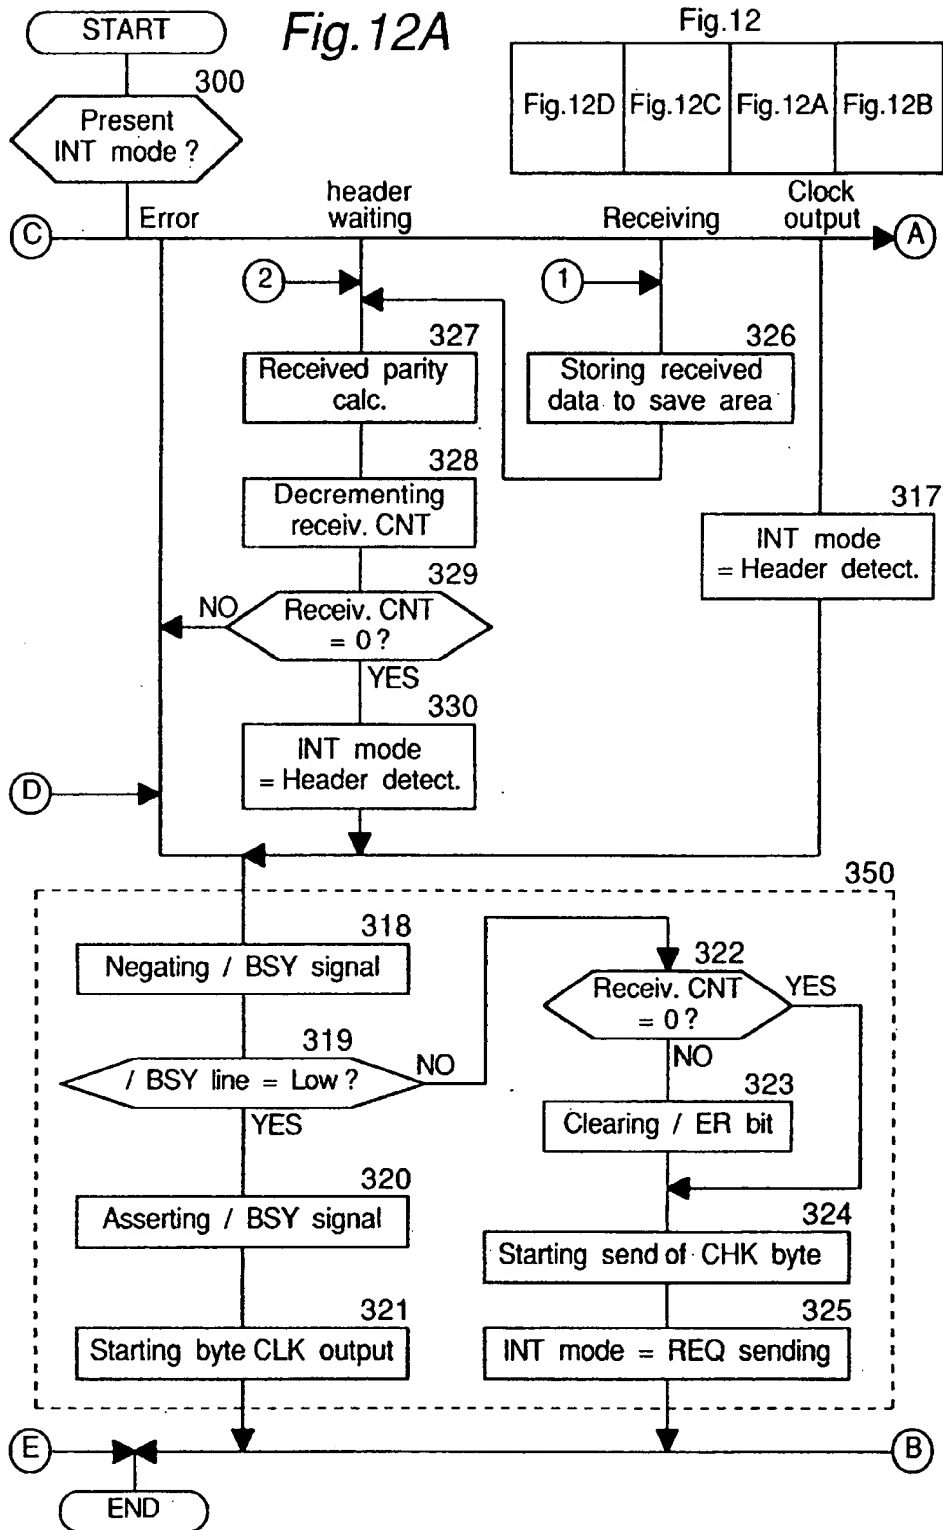 START
Fig.12A
Fig.12
Fig.12D Fig.12C Fig.12A Fig.12B
300
Present
INT mode ?
C
Error
header
waiting
Receiving
Clock
output
A
2
1
327
Received parity
calc.
326
Storing received
data to save area
328
Decrementing
receiv. CNT
317
INT mode
= Header detect.
329
NO
Receiv. CNT
= 0 ?
YES
330
INT mode
= Header detect.
D
350
318
Negating / BSY signal
322
Receiv. CNT
= 0 ?
YES
NO
319
/ BSY line = Low ?
NO
YES
323
Clearing / ER bit
320
Asserting / BSY signal
324
Starting send of CHK byte
321
Starting byte CLK output
325
INT mode = REQ sending
E
B
END